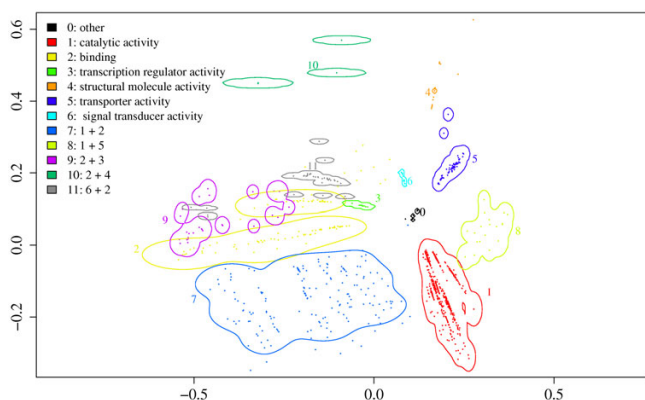 0.6
0.4
0.2
0.0
−0.2
−0.5
0.0
0.5
0: other
1: catalytic activity
2: binding
3: transcription regulator activity
4: structural molecule activity
5: transporter activity
6: signal transducer activity
7: 1 + 2
8: 1 + 5
9: 2 + 3
10: 2 + 4
11: 6 + 2
10
4
5
6
3
0
9
2
8
7
1